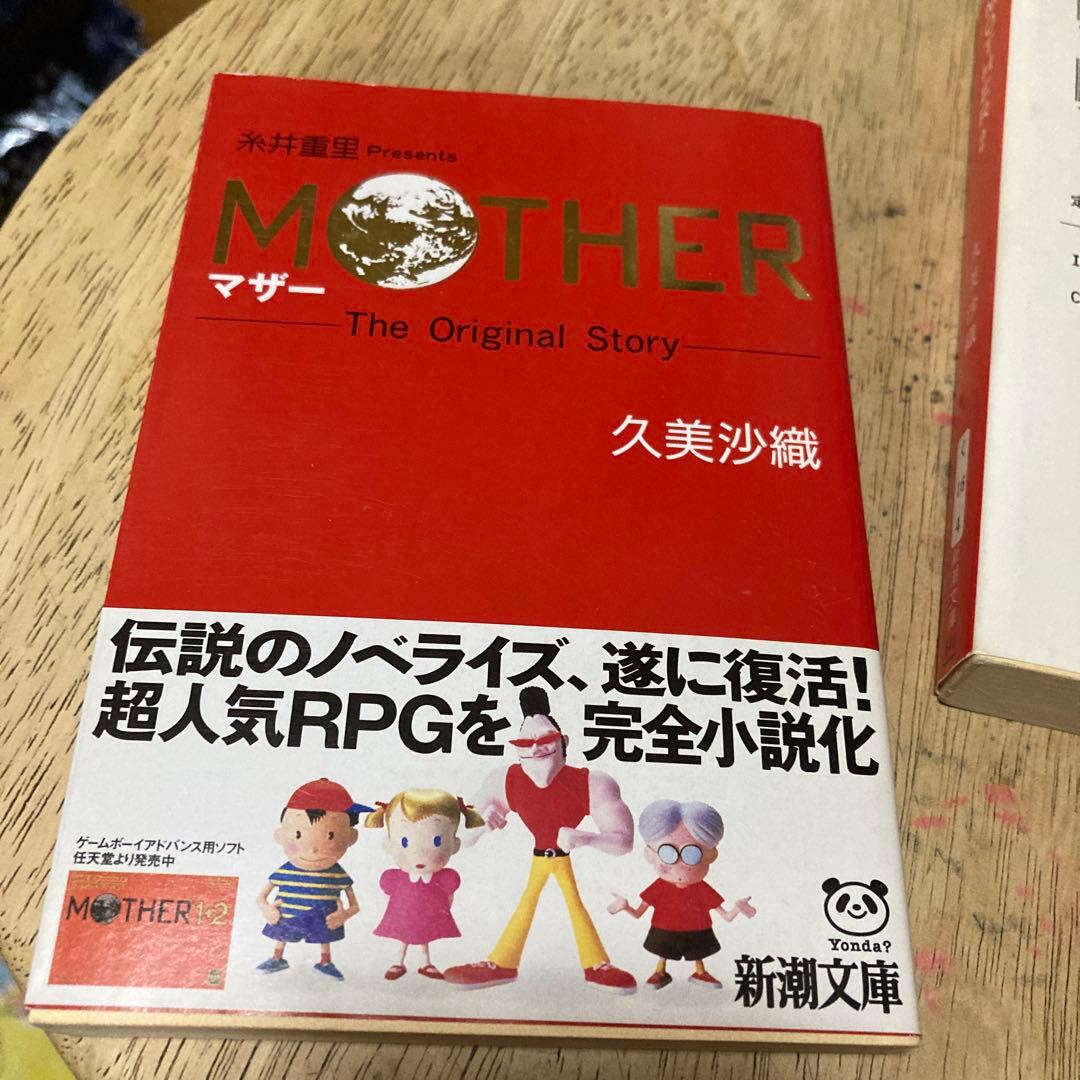 糸井重里 Presents
MOTHER
マザー
The Original Story
久美沙織
伝説のノベライズ、遂に復活!
超人気RPGを完全小説化
ゲームボーイアドバンス用ソフト
任天堂より発売中
MOTHER1+2
Yonda?
新潮文庫